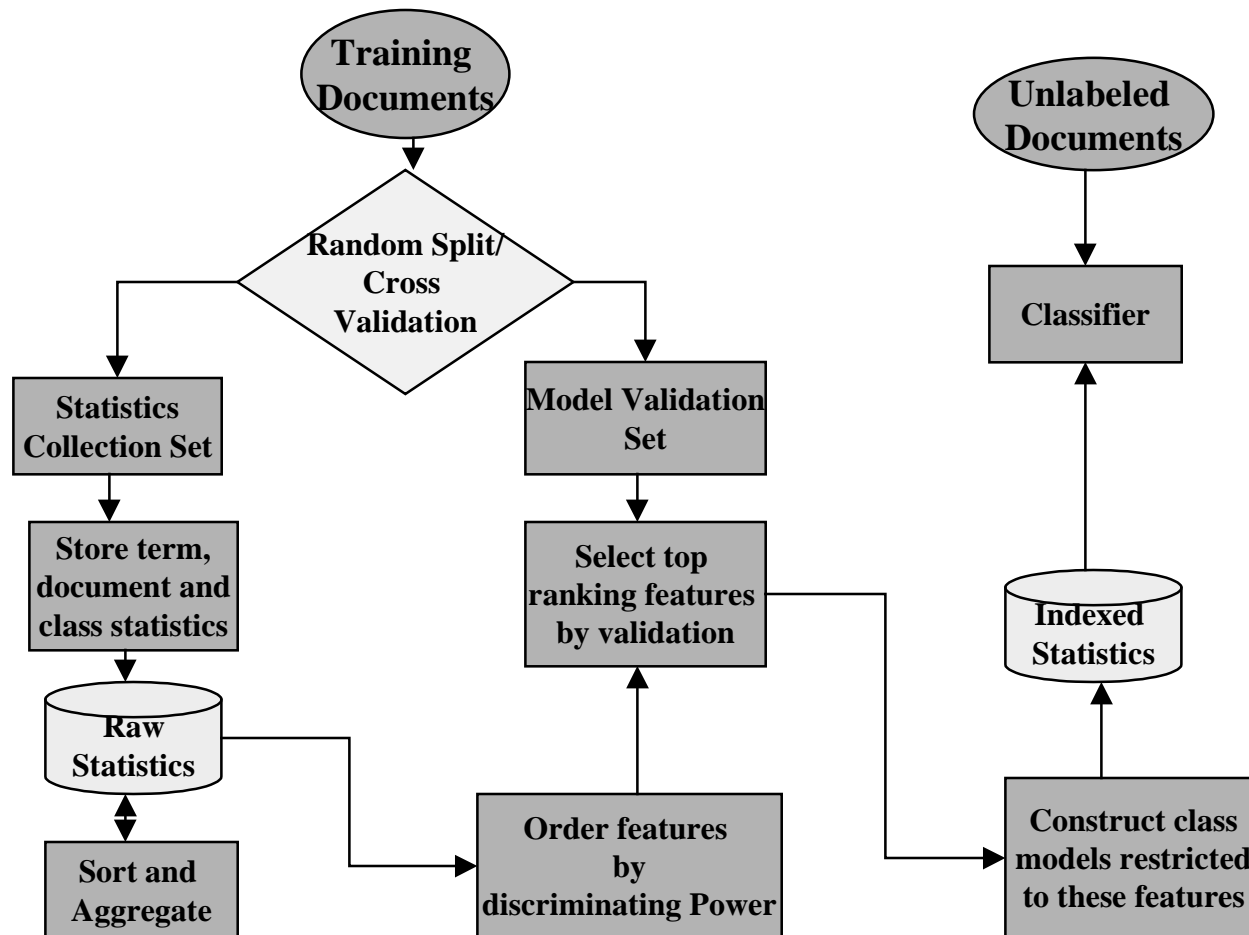 Training
Documents
Unlabeled
Documents
Random Split/
Cross
Validation
Classifier
Statistics
Collection Set
Model Validation
Set
Store term,
document and
class statistics
Select top
ranking features
by validation
Indexed
Statistics
Raw
Statistics
Order features
by
discriminating Power
Construct class
models restricted
to these features
Sort and
Aggregate